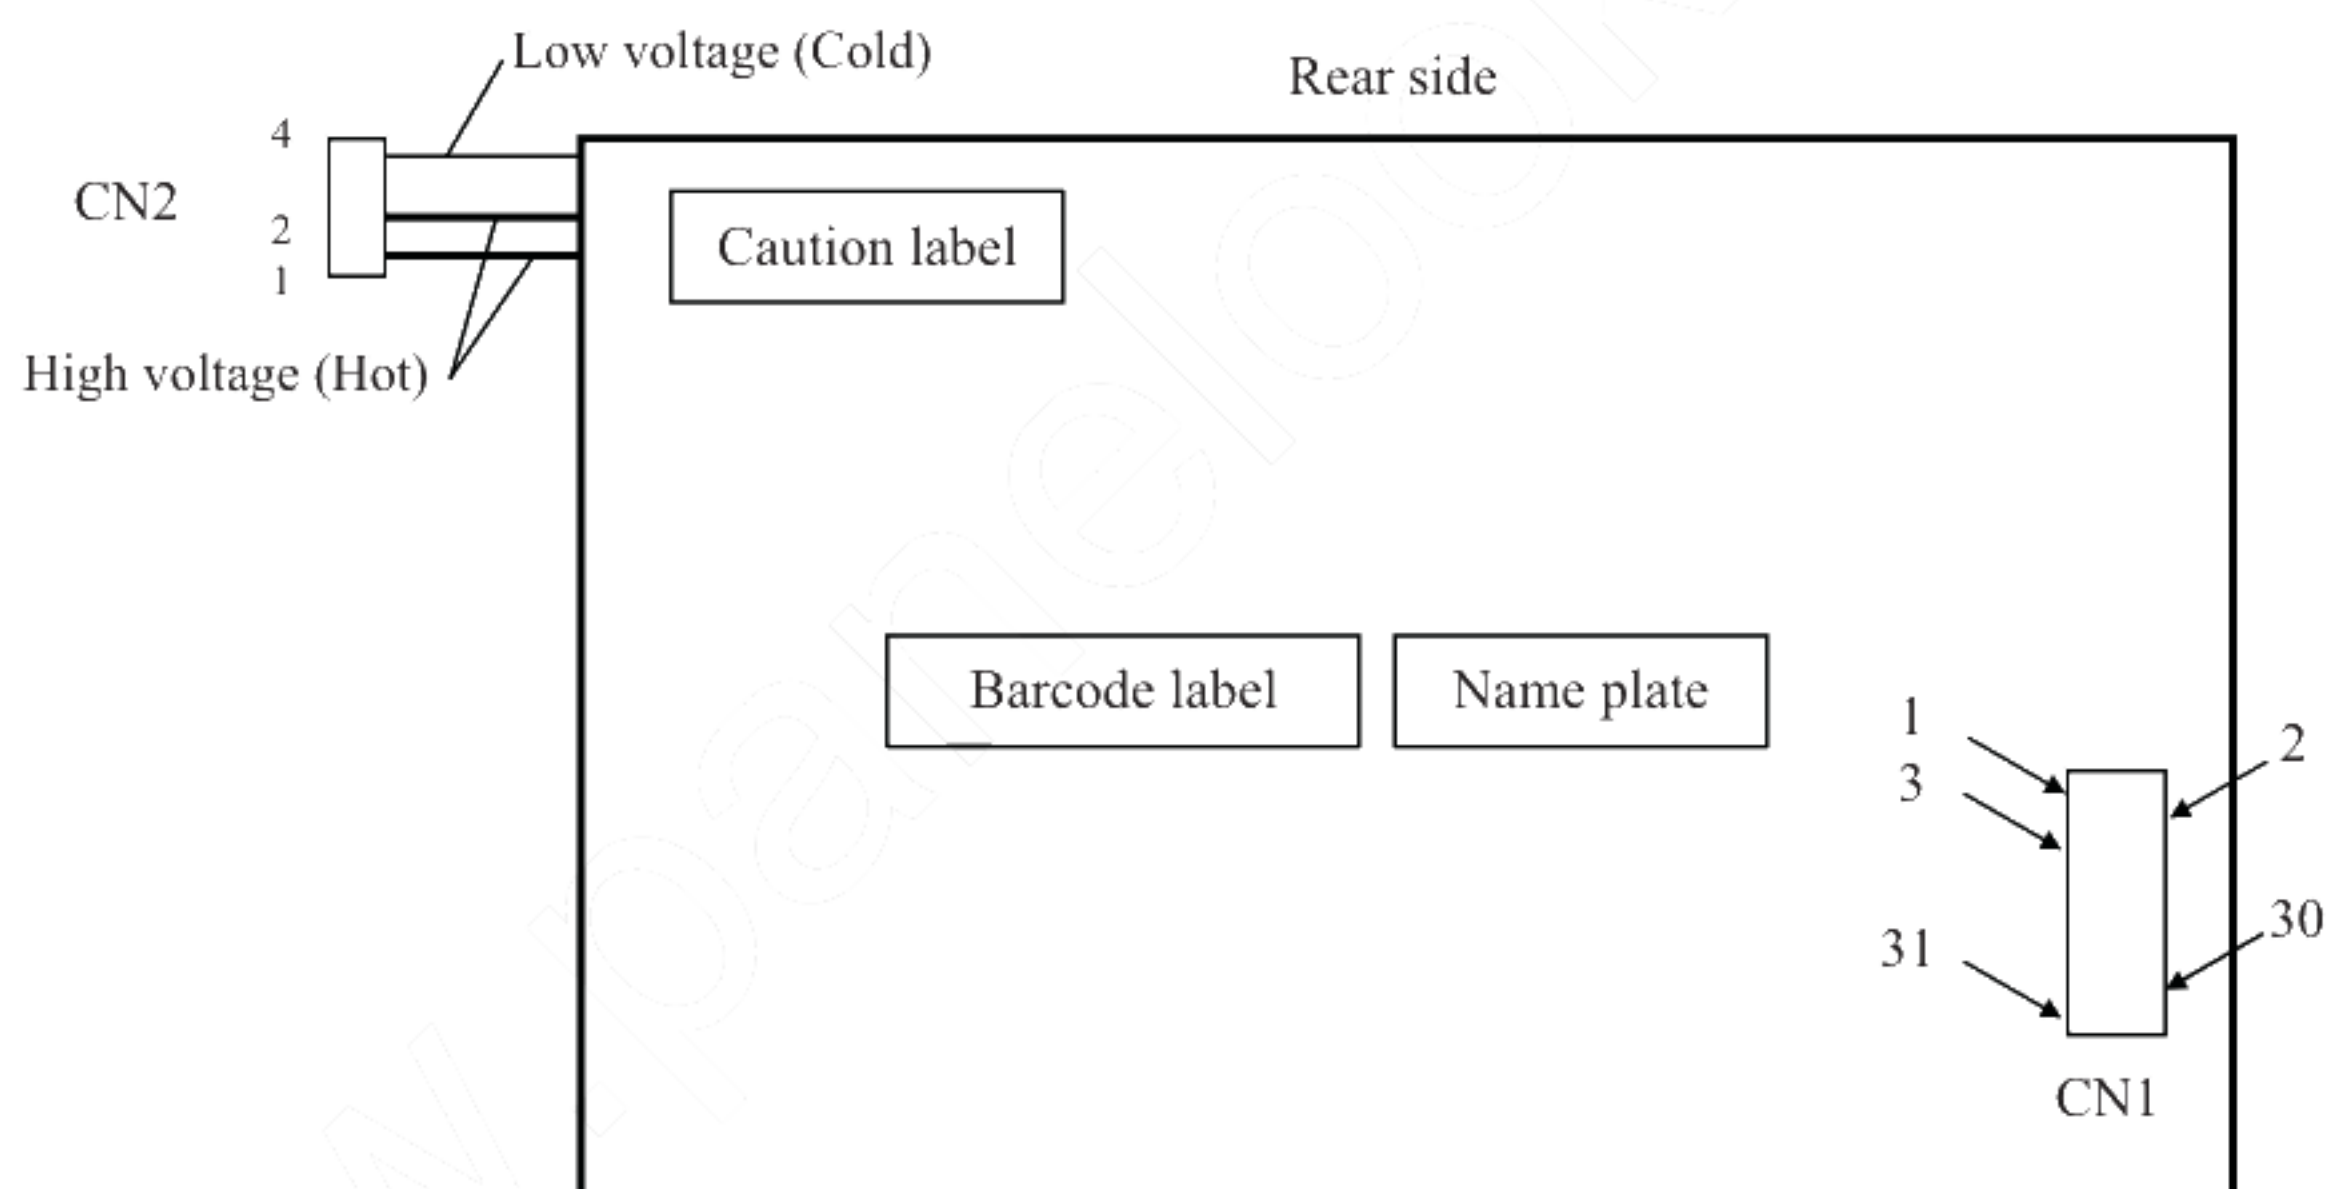 Low voltage (Cold)
Rear side
4
CN2
2
1
High voltage (Hot)
Caution label
Barcode label
Name plate
1
2
3
30
31
CN1